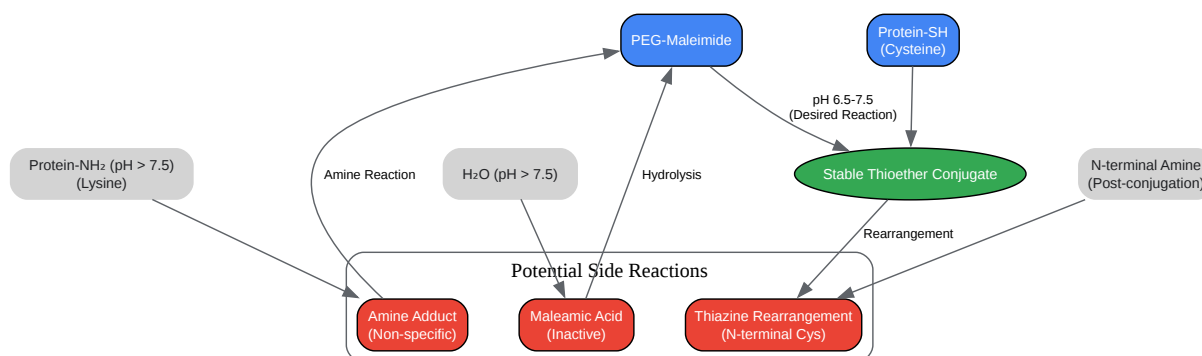 PEG-Maleimide
Protein-SH
(Cysteine)
pH 6.5-7.5
(Desired Reaction)
Protein-NH₂ (pH > 7.5)
(Lysine)
Amine Reaction
H₂O (pH > 7.5)
Hydrolysis
Stable Thioether Conjugate
N-terminal Amine
(Post-conjugation)
Rearrangement
Potential Side Reactions
Amine Adduct
(Non-specific)
Maleamic Acid
(Inactive)
Thiazine Rearrangement
(N-terminal Cys)